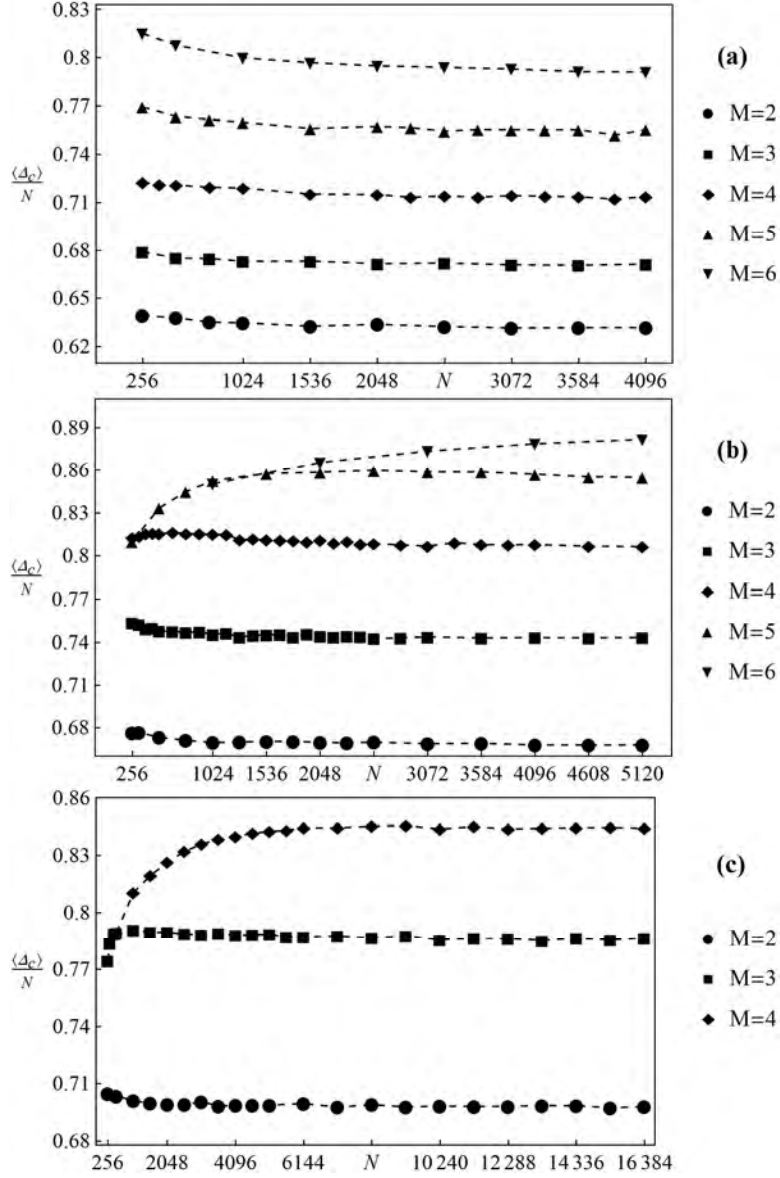 0.83
0.8
0.77
0.74
0.71
0.68
0.65
0.62
⟨Δc⟩
N
256 1024 1536 2048 N 3072 3584 4096
(a)
M=2
M=3
M=4
M=5
M=6
0.89
0.86
0.83
0.8
0.77
0.74
0.71
0.68
⟨Δc⟩
N
256 1024 1536 2048 N 3072 3584 4096 4608 5120
(b)
M=2
M=3
M=4
M=5
M=6
0.86
0.83
0.8
0.77
0.74
0.71
0.68
⟨Δc⟩
N
256 2048 4096 6144 N 10 240 12 288 14 336 16 384
(c)
M=2
M=3
M=4